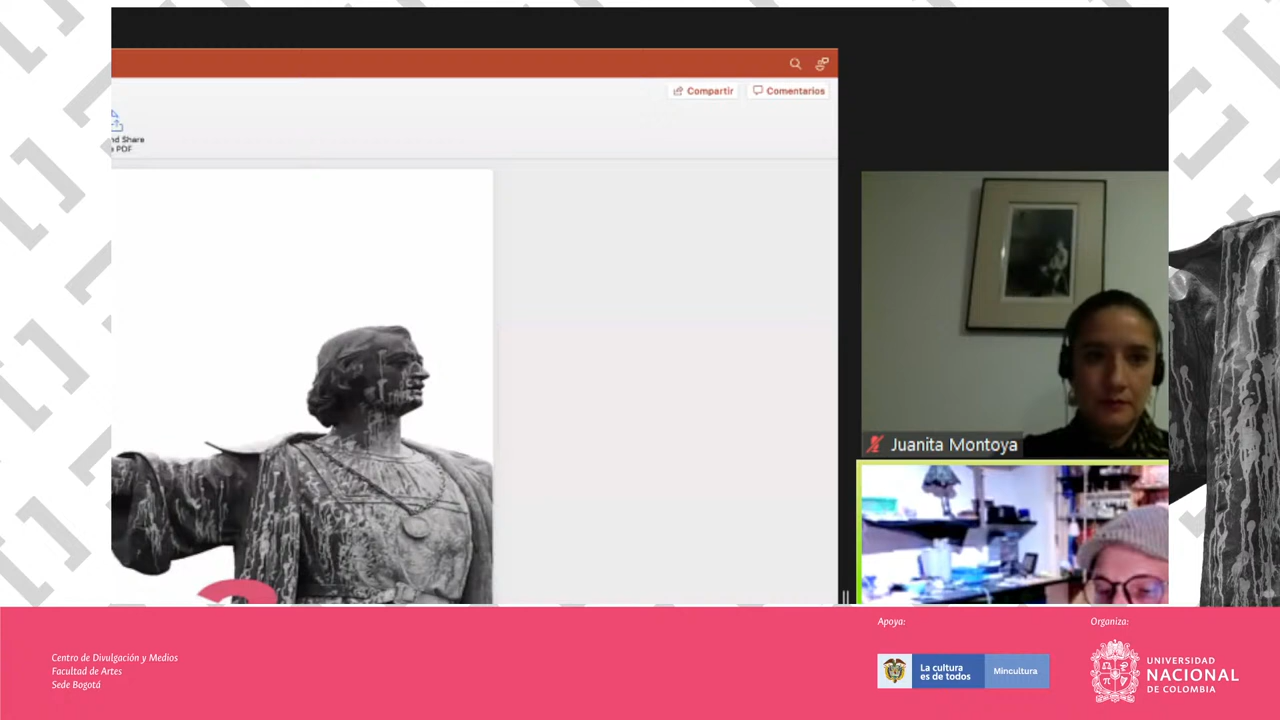 Compartir
Comentarios
nd Share
PDF
Juanita Montoya
Apoya:
Organiza:
Centro de Divulgación y Medios
Facultad de Artes
Sede Bogotá
La cultura
es de todos
Mincultura
UNIVERSIDAD
NACIONAL
DE COLOMBIA